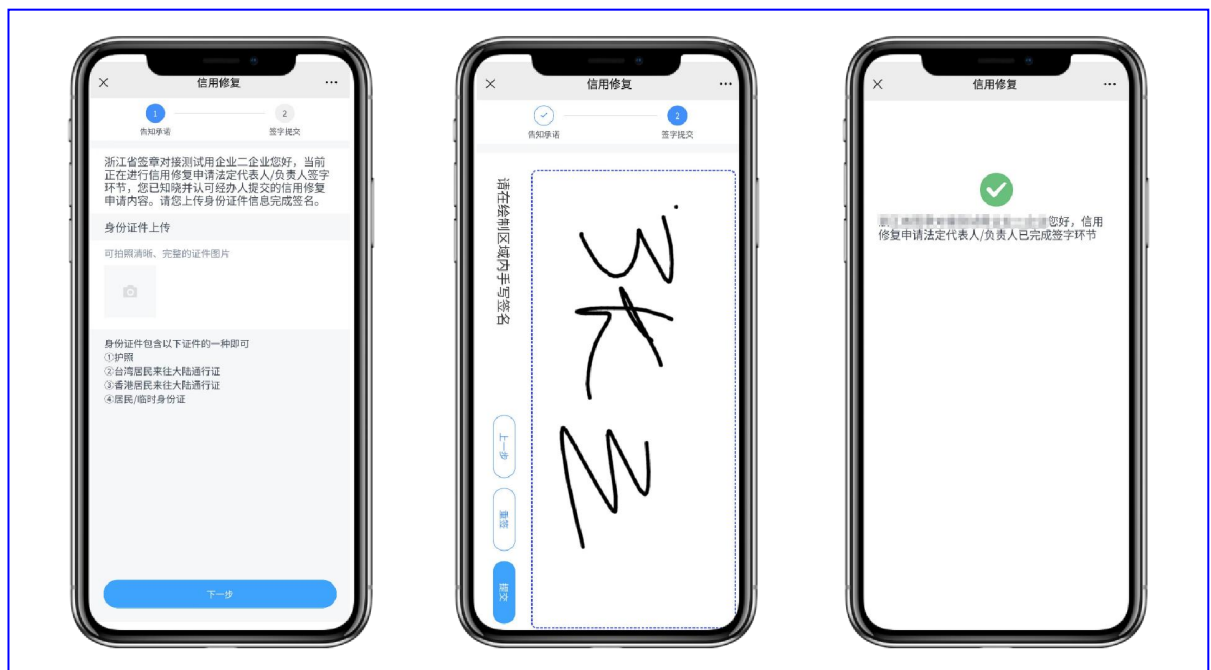 信用修复
1
2
告知承诺
签字提交
浙江省签章对接测试用企业二企业您好，当前
正在进行信用修复申请法定代表人/负责人签字
环节，您已知晓并认可经办人提交的信用修复
申请内容。请您上传身份证件信息完成签名。
身份证件上传
可拍照清晰、完整的证件图片
身份证件包含以下证件的一种即可
①护照
②台湾居民来往大陆通行证
③香港居民来往大陆通行证
④居民/临时身份证
下一步
信用修复
2
告知承诺
签字提交
请在绘制区域内手写签名
上一步
重签
提交
信用修复
您好，信用
修复申请法定代表人/负责人已完成签字环节